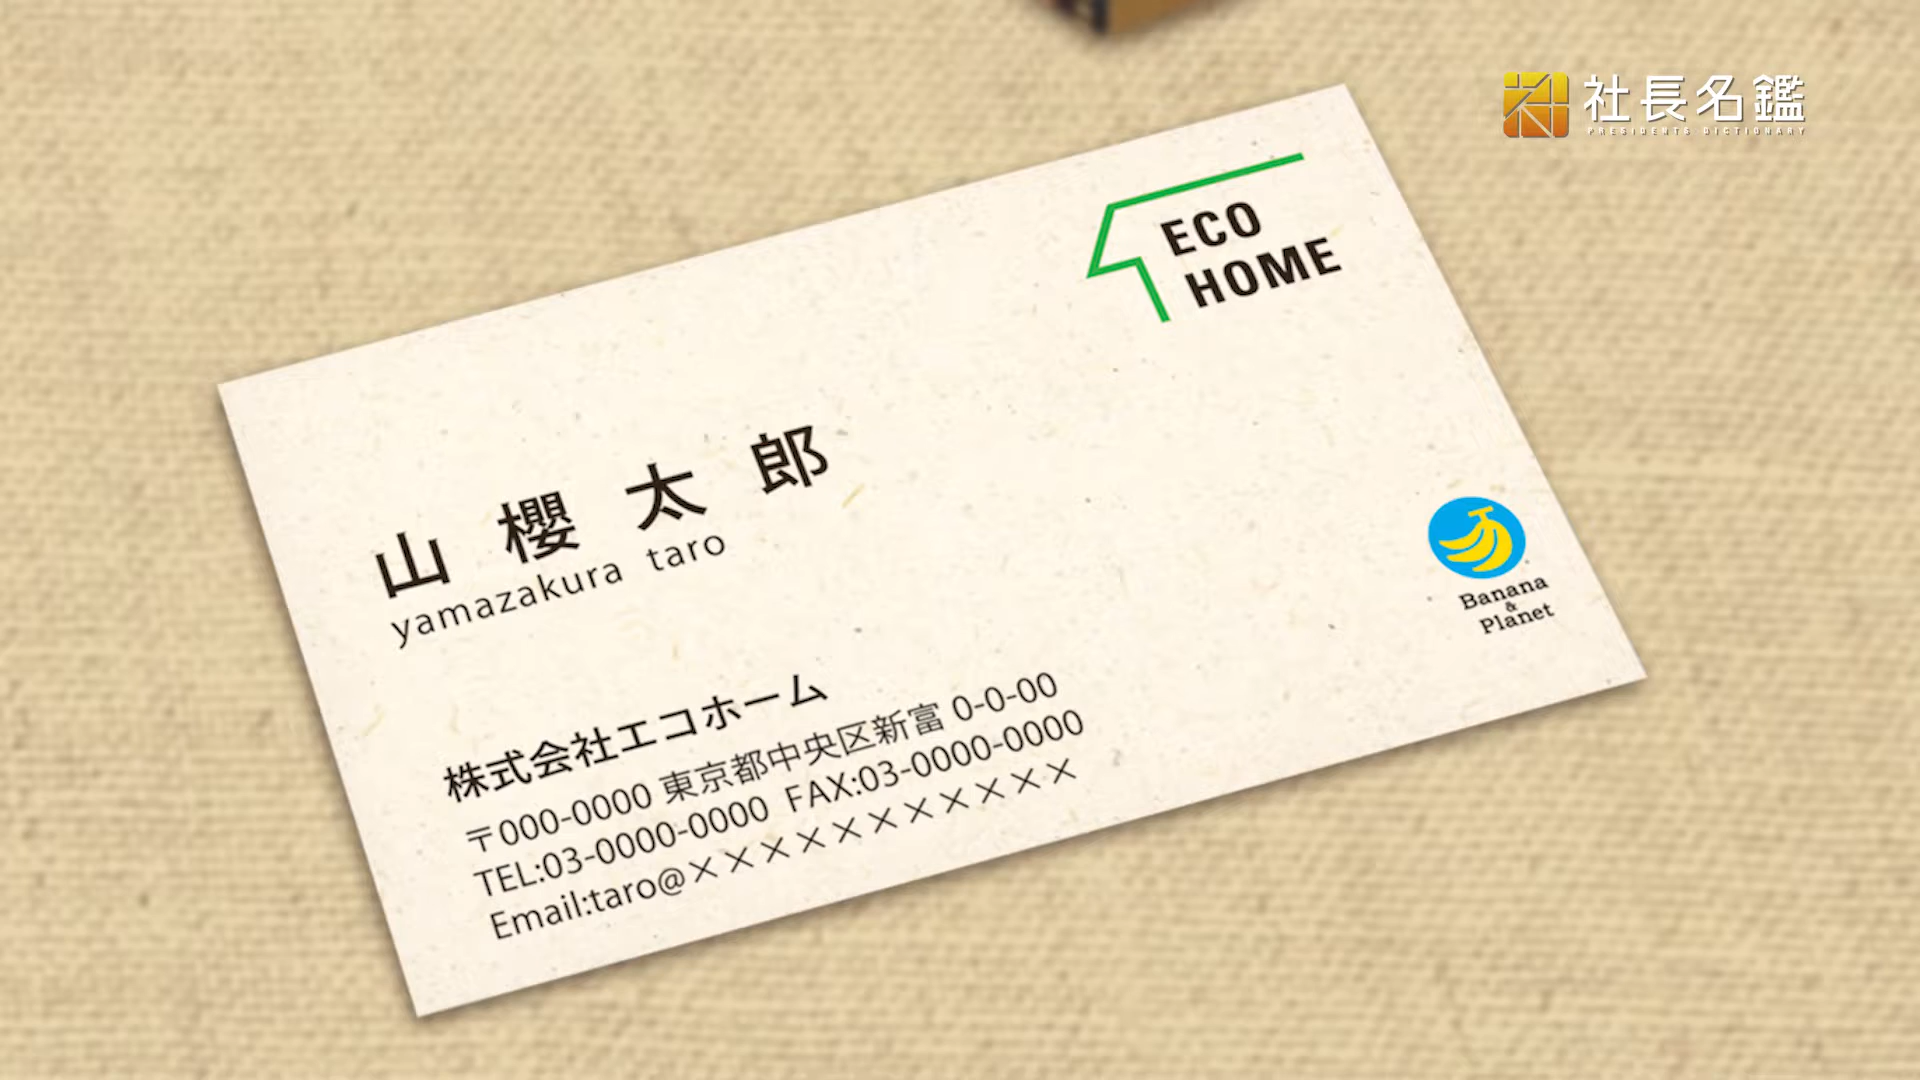 社長名鑑
PRESIDENTS DICTIONARY
ECO
HOME
山櫻太郎
yamazakura taro
Banana
&
Planet
株式会社エコホーム
〒000-0000 東京都中央区新富 0-0-00
TEL:03-0000-0000 FAX:03-0000-0000
Email:taro@××××××××××××